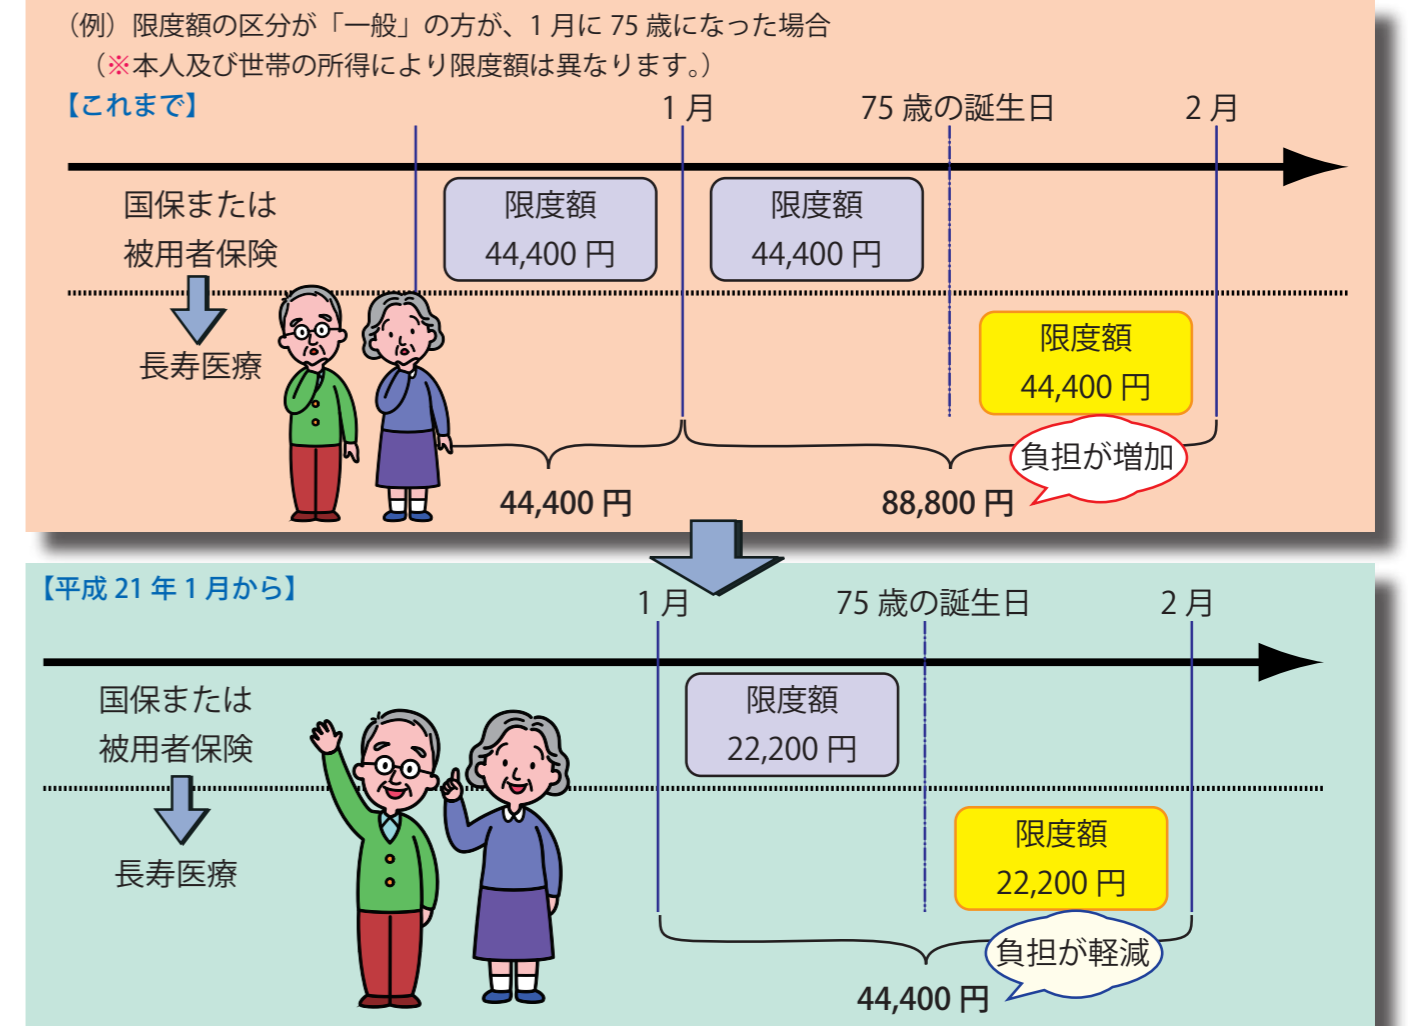 (例)限度額の区分が「一般」の方が、1月に75歳になった場合
(※本人及び世帯の所得により限度額は異なります。)
【これまで】
1月
75歳の誕生日
2月
国保または
被用者保険
限度額
44,400円
限度額
44,400円
長寿医療
限度額
44,400円
負担が増加
44,400円
88,800円
【平成21年1月から】
1月
75歳の誕生日
2月
国保または
被用者保険
限度額
22,200円
長寿医療
限度額
22,200円
負担が軽減
44,400円